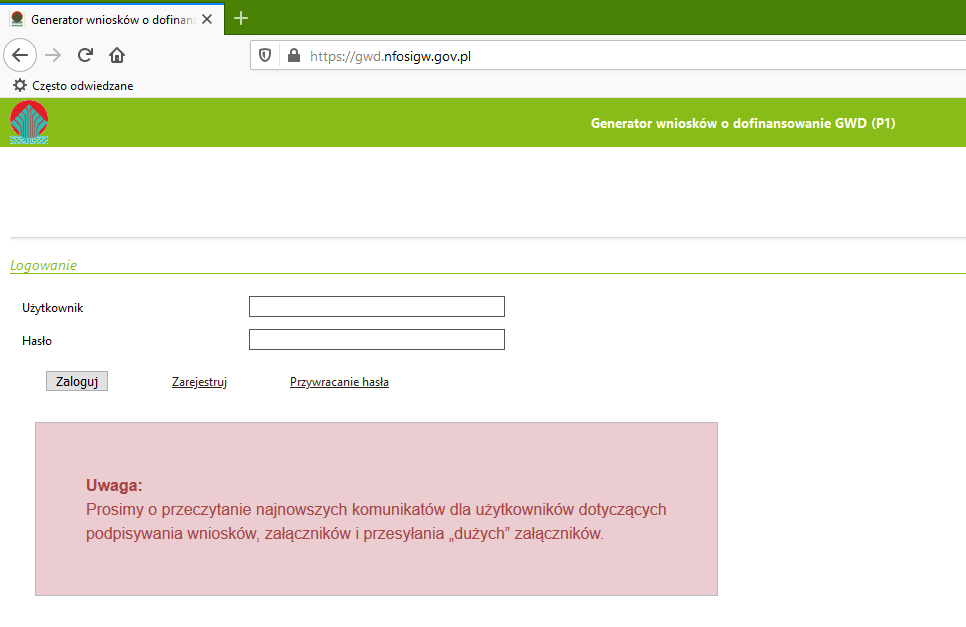 Generator wniosków o dofinans
https://gwd.nfosigw.gov.pl
Często odwiedzane
Generator wniosków o dofinansowanie GWD (P1)
Logowanie
Użytkownik
Hasło
Zaloguj Zarejestruj Przywracanie hasła
Uwaga:
Prosimy o przeczytanie najnowszych komunikatów dla użytkowników dotyczących
podpisywania wniosków, załączników i przesyłania „dużych” załączników.